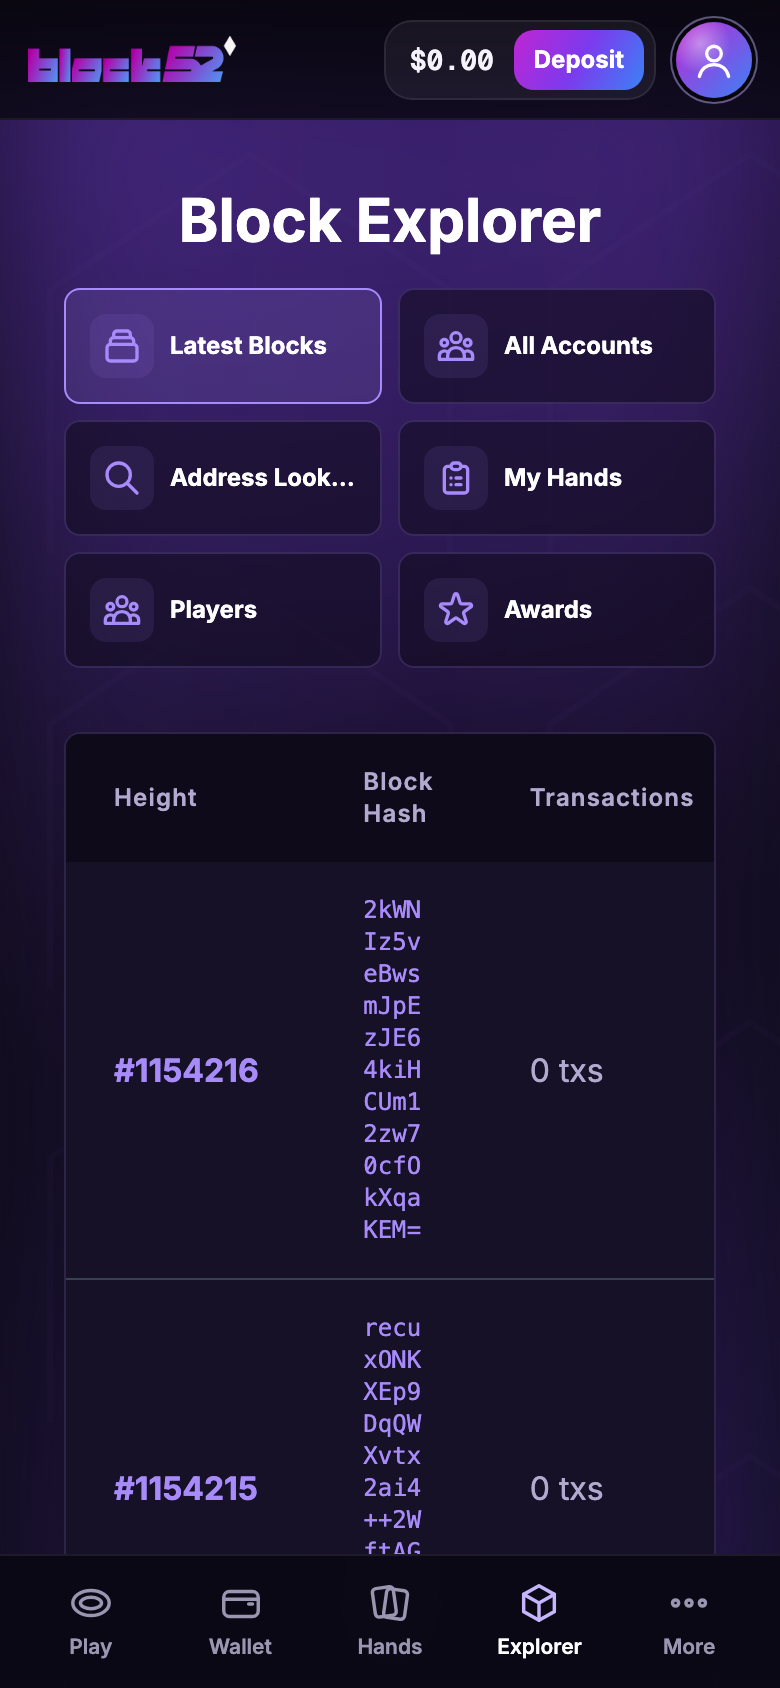 block52
$0.00
Deposit
Block Explorer
Latest Blocks
All Accounts
Address Look...
My Hands
Players
Awards
Height
Block
Hash
Transactions
#1154216
2kWN
Iz5v
eBws
mJpE
zJE6
4kiH
CUm1
2zw7
0cfO
kXqa
KEM=
0 txs
#1154215
recu
xONK
XEp9
DqQW
Xvtx
2ai4
++2W
ftAG
0 txs
Play
Wallet
Hands
Explorer
More